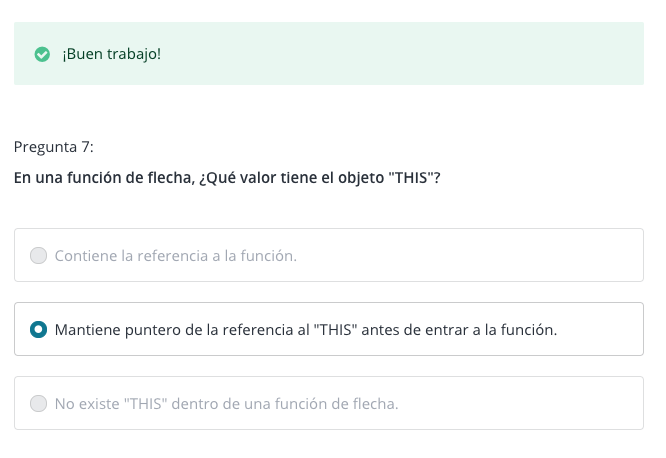 ¡Buen trabajo!
Pregunta 7:
En una función de flecha, ¿Qué valor tiene el objeto "THIS"?
Contiene la referencia a la función.
Mantiene puntero de la referencia al "THIS" antes de entrar a la función.
No existe "THIS" dentro de una función de flecha.